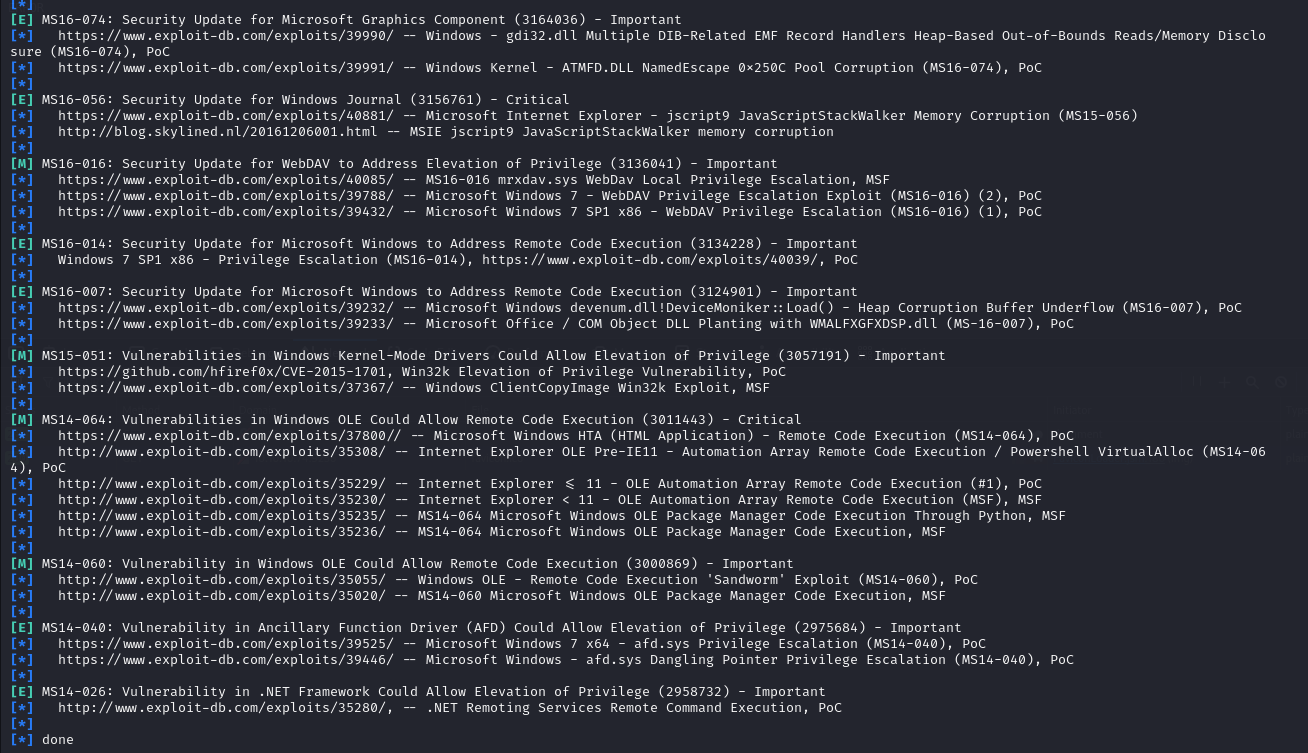 [*]
[E] MS16-074: Security Update for Microsoft Graphics Component (3164036) - Important
[*]   https://www.exploit-db.com/exploits/39990/ -- Windows - gdi32.dll Multiple DIB-Related EMF Record Handlers Heap-Based Out-of-Bounds Reads/Memory Disclo
sure (MS16-074), PoC
[*]   https://www.exploit-db.com/exploits/39991/ -- Windows Kernel - ATMFD.DLL NamedEscape 0×250C Pool Corruption (MS16-074), PoC
[*]
[E] MS16-056: Security Update for Windows Journal (3156761) - Critical
[*]   https://www.exploit-db.com/exploits/40881/ -- Microsoft Internet Explorer - jscript9 JavaScriptStackWalker Memory Corruption (MS15-056)
[*]   http://blog.skylined.nl/20161206001.html -- MSIE jscript9 JavaScriptStackWalker memory corruption
[*]
[M] MS16-016: Security Update for WebDAV to Address Elevation of Privilege (3136041) - Important
[*]   https://www.exploit-db.com/exploits/40085/ -- MS16-016 mrxdav.sys WebDav Local Privilege Escalation, MSF
[*]   https://www.exploit-db.com/exploits/39788/ -- Microsoft Windows 7 - WebDAV Privilege Escalation Exploit (MS16-016) (2), PoC
[*]   https://www.exploit-db.com/exploits/39432/ -- Microsoft Windows 7 SP1 x86 - WebDAV Privilege Escalation (MS16-016) (1), PoC
[*]
[E] MS16-014: Security Update for Microsoft Windows to Address Remote Code Execution (3134228) - Important
[*]   Windows 7 SP1 x86 - Privilege Escalation (MS16-014), https://www.exploit-db.com/exploits/40039/, PoC
[*]
[E] MS16-007: Security Update for Microsoft Windows to Address Remote Code Execution (3124901) - Important
[*]   https://www.exploit-db.com/exploits/39232/ -- Microsoft Windows devenum.dll!DeviceMoniker::Load() - Heap Corruption Buffer Underflow (MS16-007), PoC
[*]   https://www.exploit-db.com/exploits/39233/ -- Microsoft Office / COM Object DLL Planting with WMALFXGFXDSP.dll (MS-16-007), PoC
[*]
[M] MS15-051: Vulnerabilities in Windows Kernel-Mode Drivers Could Allow Elevation of Privilege (3057191) - Important
[*]   https://github.com/hfiref0x/CVE-2015-1701, Win32k Elevation of Privilege Vulnerability, PoC
[*]   https://www.exploit-db.com/exploits/37367/ -- Windows ClientCopyImage Win32k Exploit, MSF
[*]
[M] MS14-064: Vulnerabilities in Windows OLE Could Allow Remote Code Execution (3011443) - Critical
[*]   https://www.exploit-db.com/exploits/37800// -- Microsoft Windows HTA (HTML Application) - Remote Code Execution (MS14-064), PoC
[*]   http://www.exploit-db.com/exploits/35308/ -- Internet Explorer OLE Pre-IE11 - Automation Array Remote Code Execution / Powershell VirtualAlloc (MS14-06
4), PoC
[*]   http://www.exploit-db.com/exploits/35229/ -- Internet Explorer ≤ 11 - OLE Automation Array Remote Code Execution (#1), PoC
[*]   http://www.exploit-db.com/exploits/35230/ -- Internet Explorer < 11 - OLE Automation Array Remote Code Execution (MSF), MSF
[*]   http://www.exploit-db.com/exploits/35235/ -- MS14-064 Microsoft Windows OLE Package Manager Code Execution Through Python, MSF
[*]   http://www.exploit-db.com/exploits/35236/ -- MS14-064 Microsoft Windows OLE Package Manager Code Execution, MSF
[*]
[M] MS14-060: Vulnerability in Windows OLE Could Allow Remote Code Execution (3000869) - Important
[*]   http://www.exploit-db.com/exploits/35055/ -- Windows OLE - Remote Code Execution 'Sandworm' Exploit (MS14-060), PoC
[*]   http://www.exploit-db.com/exploits/35020/ -- MS14-060 Microsoft Windows OLE Package Manager Code Execution, MSF
[*]
[E] MS14-040: Vulnerability in Ancillary Function Driver (AFD) Could Allow Elevation of Privilege (2975684) - Important
[*]   https://www.exploit-db.com/exploits/39525/ -- Microsoft Windows 7 x64 - afd.sys Privilege Escalation (MS14-040), PoC
[*]   https://www.exploit-db.com/exploits/39446/ -- Microsoft Windows - afd.sys Dangling Pointer Privilege Escalation (MS14-040), PoC
[*]
[E] MS14-026: Vulnerability in .NET Framework Could Allow Elevation of Privilege (2958732) - Important
[*]   http://www.exploit-db.com/exploits/35280/, -- .NET Remoting Services Remote Command Execution, PoC
[*]
[*] done